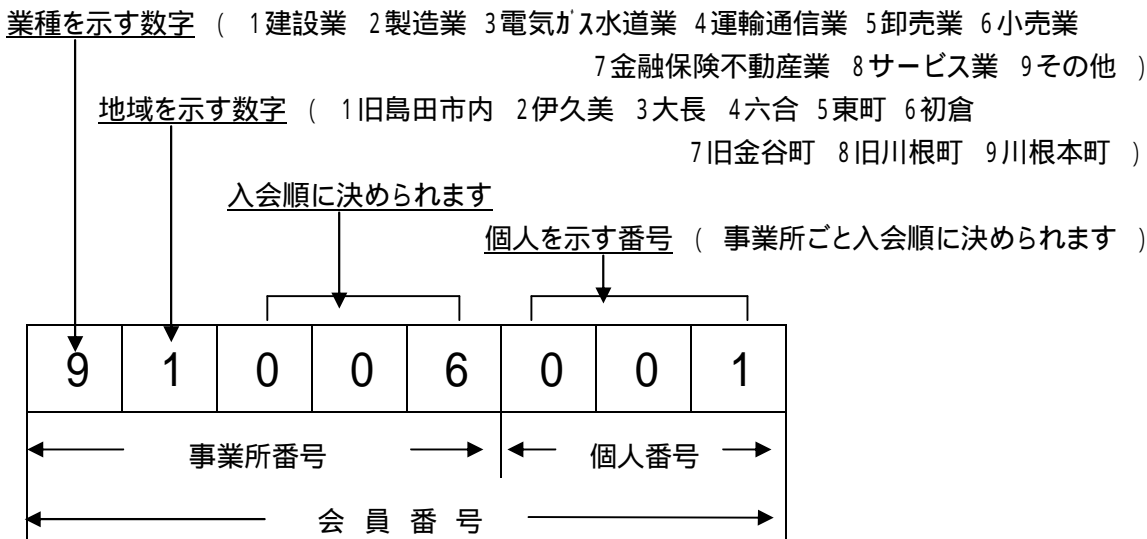 業種を示す数字 ( 1建設業 2製造業 3電気ガス水道業 4運輸通信業 5卸売業 6小売業
7金融保険不動産業 8サービス業 9その他 )
地域を示す数字 ( 1旧島田市内 2伊久美 3大長 4六合 5東町 6初倉
7旧金谷町 8旧川根町 9川根本町 )
入会順に決められます
個人を示す番号 ( 事業所ごと入会順に決められます )
9 1 0 0 6 0 0 1
事業所番号 個人番号
会員番号